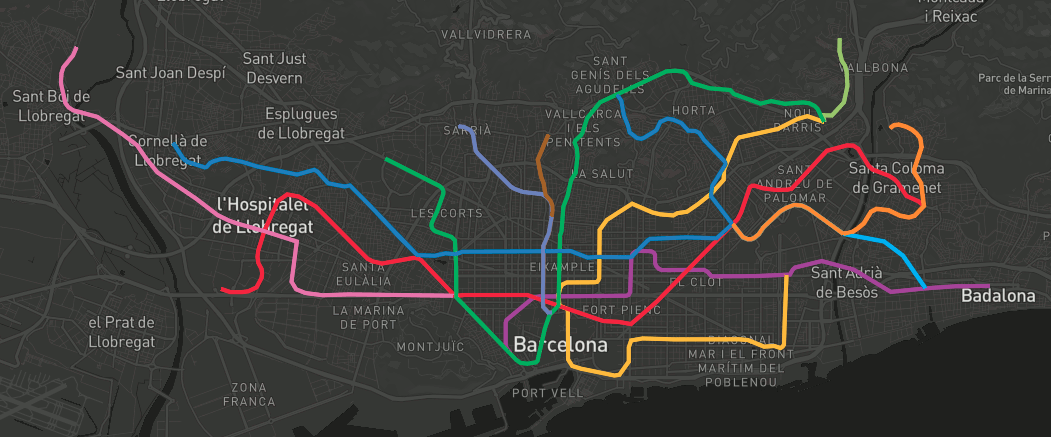 Llobregat
Montcada
i Reixac
VALLVIDRERA
Sant Just
Desvern
Sant Joan Despí
SANT
GENÍS DELS
AGUDELLS
VALLBONA
Parc de la Serr
de Marina
Sant Boi de
Llobregat
Esplugues
de Llobregat
VALLCARCA
I ELS
PENITENTS
HORTA
NOU
BARRIS
SARRIÀ
Cornellà de
Llobregat
LA SALUT
SANT
ANDREU DE
PALOMAR
Santa Coloma
de Gramenet
l'Hospitalet
de Llobregat
LES CORTS
SANTA
EULÀLIA
EIXAMPLE
EL CLOT
Sant Adrià
de Besòs
Badalona
LA MARINA
DE PORT
FORT PIENC
el Prat de
Llobregat
MONTJUÏC
Barcelona
DIAGONAL
MAR I EL FRONT
MARÍTIM DEL
POBLENOU
ZONA
FRANCA
PORT VELL